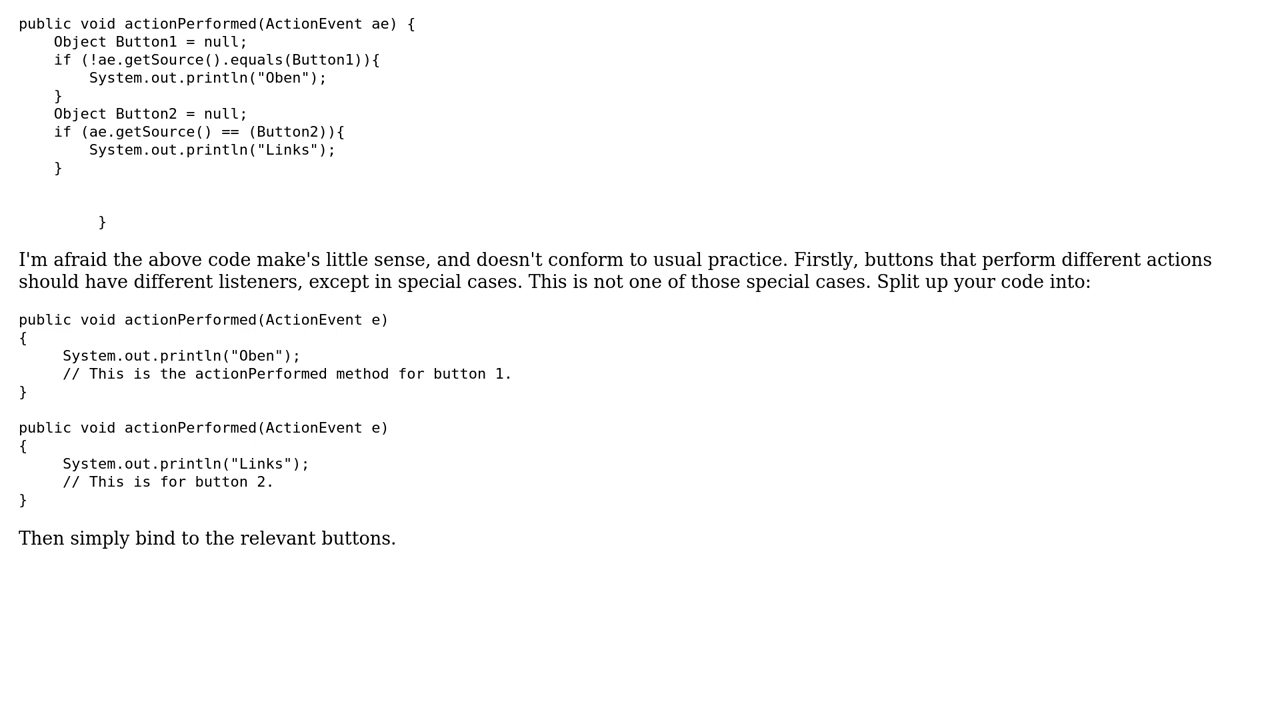 public void actionPerformed(ActionEvent ae) {
    Object Button1 = null;
    if (!ae.getSource().equals(Button1)){
        System.out.println("Oben");
    }
    Object Button2 = null;
    if (ae.getSource() == (Button2)){
        System.out.println("Links");
    }
         }
I'm afraid the above code make's little sense, and doesn't conform to usual practice. Firstly, buttons that perform different actions
should have different listeners, except in special cases. This is not one of those special cases. Split up your code into:
public void actionPerformed(ActionEvent e)
{
     System.out.println("Oben");
     // This is the actionPerformed method for button 1.
}
public void actionPerformed(ActionEvent e)
{
     System.out.println("Links");
     // This is for button 2.
}
Then simply bind to the relevant buttons.